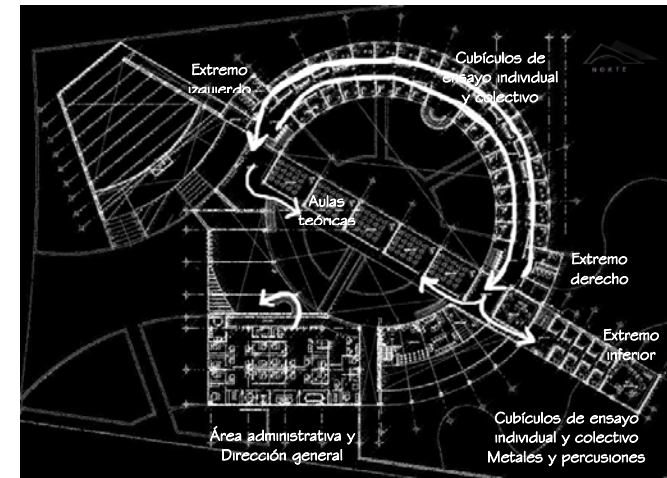 Extremo
izquierdo
Cubículos de
ensayo individual
y colectivo
NORTE
Aulas
teóricas
Extremo
derecho
Extremo
inferior
Área administrativa y
Dirección general
Cubículos de ensayo
individual y colectivo
Metales y percusiones